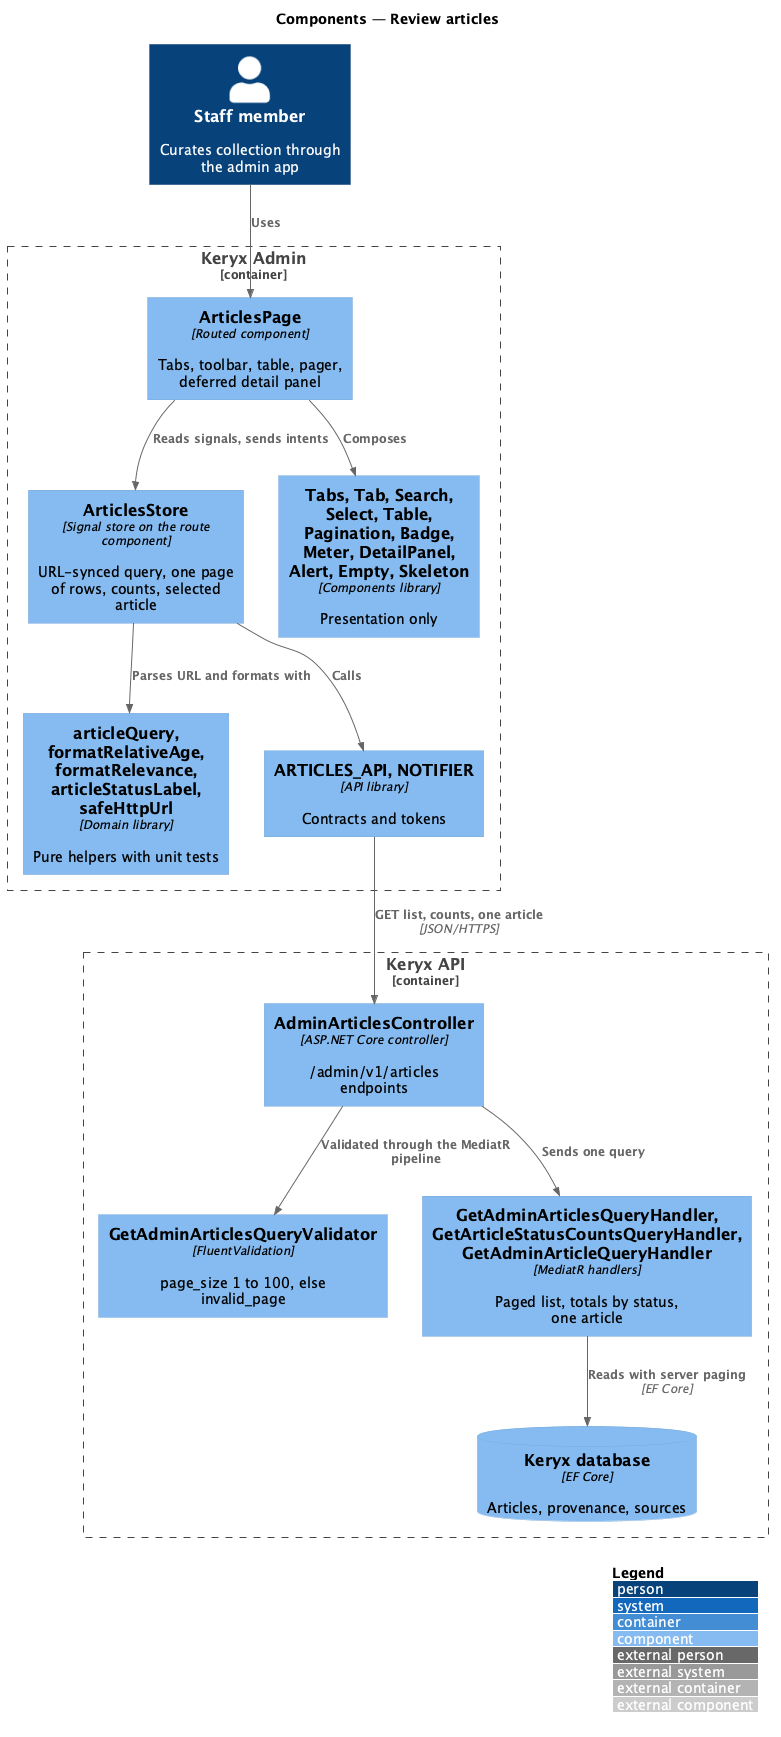 Components — Review articles
Staff member
Curates collection through
the admin app
Uses
Keryx Admin
[container]
ArticlesPage
[Routed component]
Tabs, toolbar, table, pager,
deferred detail panel
Reads signals, sends intents
Composes
ArticlesStore
[Signal store on the route
component]
URL-synced query, one page
of rows, counts, selected
article
Tabs, Tab, Search,
Select, Table,
Pagination, Badge,
Meter, DetailPanel,
Alert, Empty, Skeleton
[Components library]
Presentation only
Parses URL and formats with
Calls
articleQuery,
formatRelativeAge,
formatRelevance,
articleStatusLabel,
safeHttpUrl
[Domain library]
Pure helpers with unit tests
ARTICLES_API, NOTIFIER
[API library]
Contracts and tokens
GET list, counts, one article
[JSON/HTTPS]
Keryx API
[container]
AdminArticlesController
[ASP.NET Core controller]
/admin/v1/articles
endpoints
Validated through the MediatR
pipeline
Sends one query
GetAdminArticlesQueryValidator
[FluentValidation]
page_size 1 to 100, else
invalid_page
GetAdminArticlesQueryHandler,
GetArticleStatusCountsQueryHandler,
GetAdminArticleQueryHandler
[MediatR handlers]
Paged list, totals by status,
one article
Reads with server paging
[EF Core]
Keryx database
[EF Core]
Articles, provenance, sources
Legend
person
system
container
component
external person
external system
external container
external component